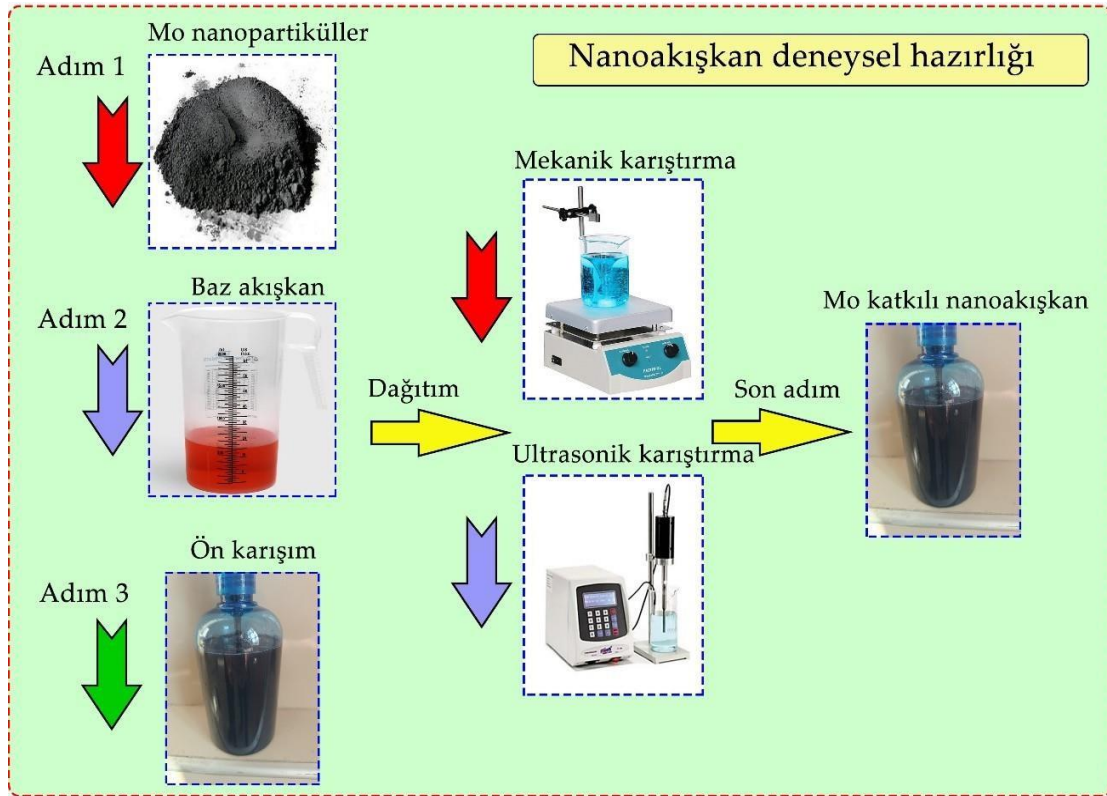 Nanoakışkan deneysel hazırlığı
Mo nanopartiküller
Adım 1
Baz akışkan
Adım 2
Ön karışım
Adım 3
Dağıtım
Mekanik karıştırma
Ultrasonik karıştırma
Son adım
Mo katkılı nanoakışkan